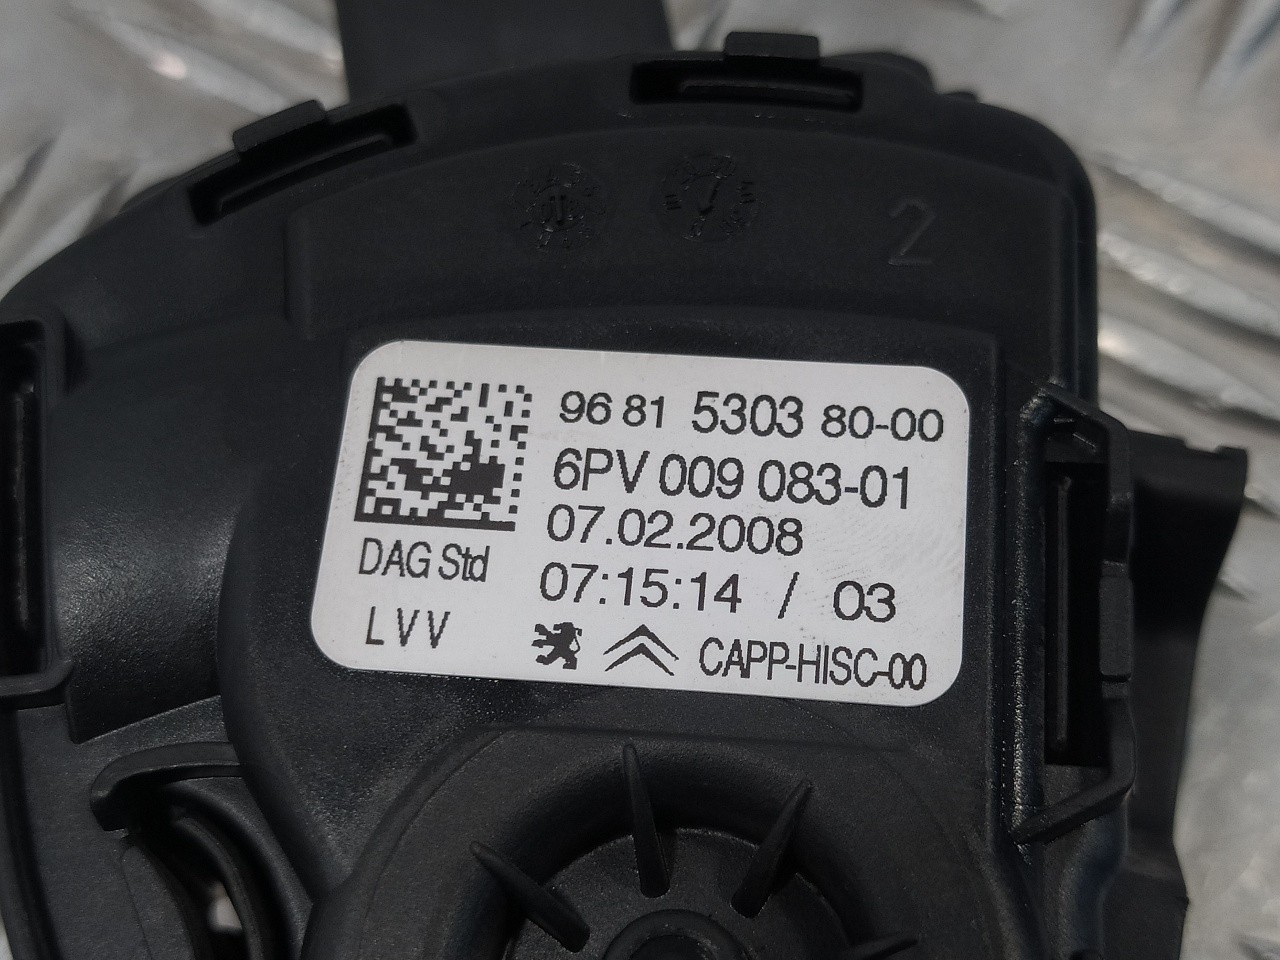 2
96 81 5303 80-00
6PV 009 083-01
07.02.2008
07:15:14 / 03
DAG Std
LVV
CAPP-HISC-00